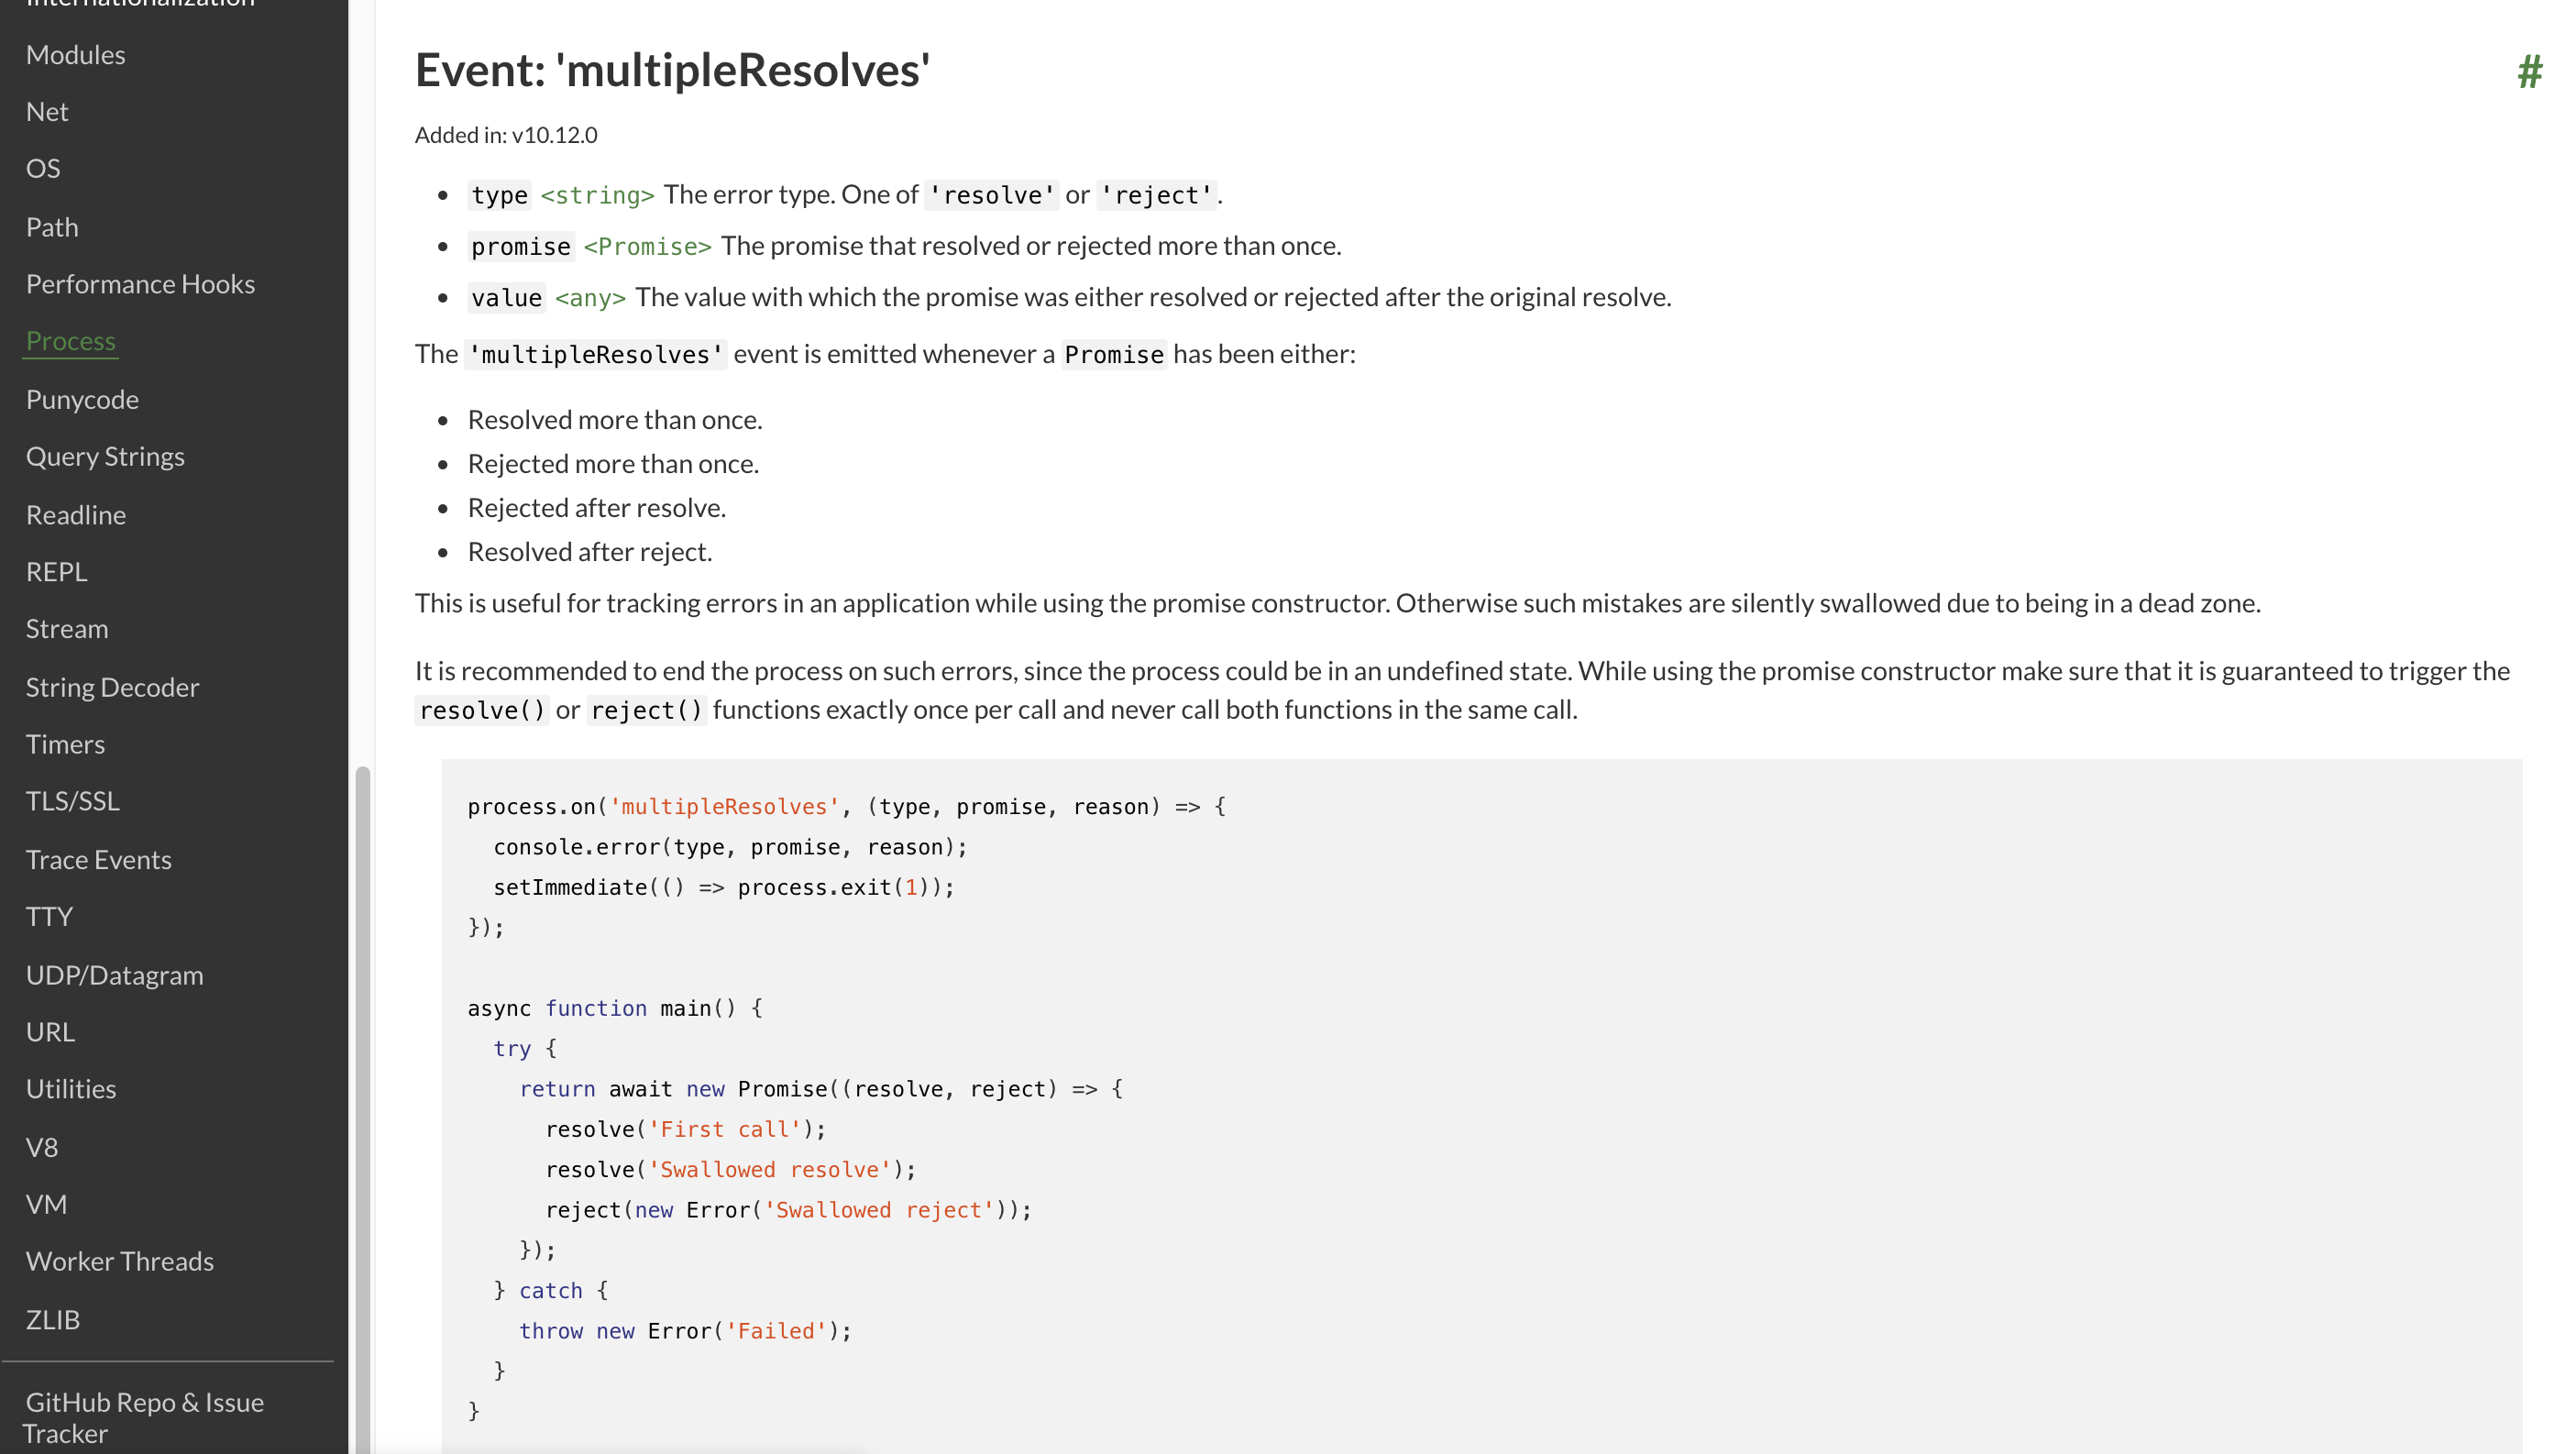 Internationalization
Modules
Net
OS
Path
Performance Hooks
Process
Punycode
Query Strings
Readline
REPL
Stream
String Decoder
Timers
TLS/SSL
Trace Events
TTY
UDP/Datagram
URL
Utilities
V8
VM
Worker Threads
ZLIB
GitHub Repo & Issue
Tracker
Event: 'multipleResolves'
#
Added in: v10.12.0
• type <string> The error type. One of 'resolve' or 'reject'.
• promise <Promise> The promise that resolved or rejected more than once.
• value <any> The value with which the promise was either resolved or rejected after the original resolve.
The 'multipleResolves' event is emitted whenever a Promise has been either:
• Resolved more than once.
• Rejected more than once.
• Rejected after resolve.
• Resolved after reject.
This is useful for tracking errors in an application while using the promise constructor. Otherwise such mistakes are silently swallowed due to being in a dead zone.
It is recommended to end the process on such errors, since the process could be in an undefined state. While using the promise constructor make sure that it is guaranteed to trigger the
resolve() or reject() functions exactly once per call and never call both functions in the same call.
process.on('multipleResolves', (type, promise, reason) => {
  console.error(type, promise, reason);
  setImmediate(() => process.exit(1));
});
async function main() {
  try {
    return await new Promise((resolve, reject) => {
      resolve('First call');
      resolve('Swallowed resolve');
      reject(new Error('Swallowed reject'));
    });
  } catch {
    throw new Error('Failed');
  }
}